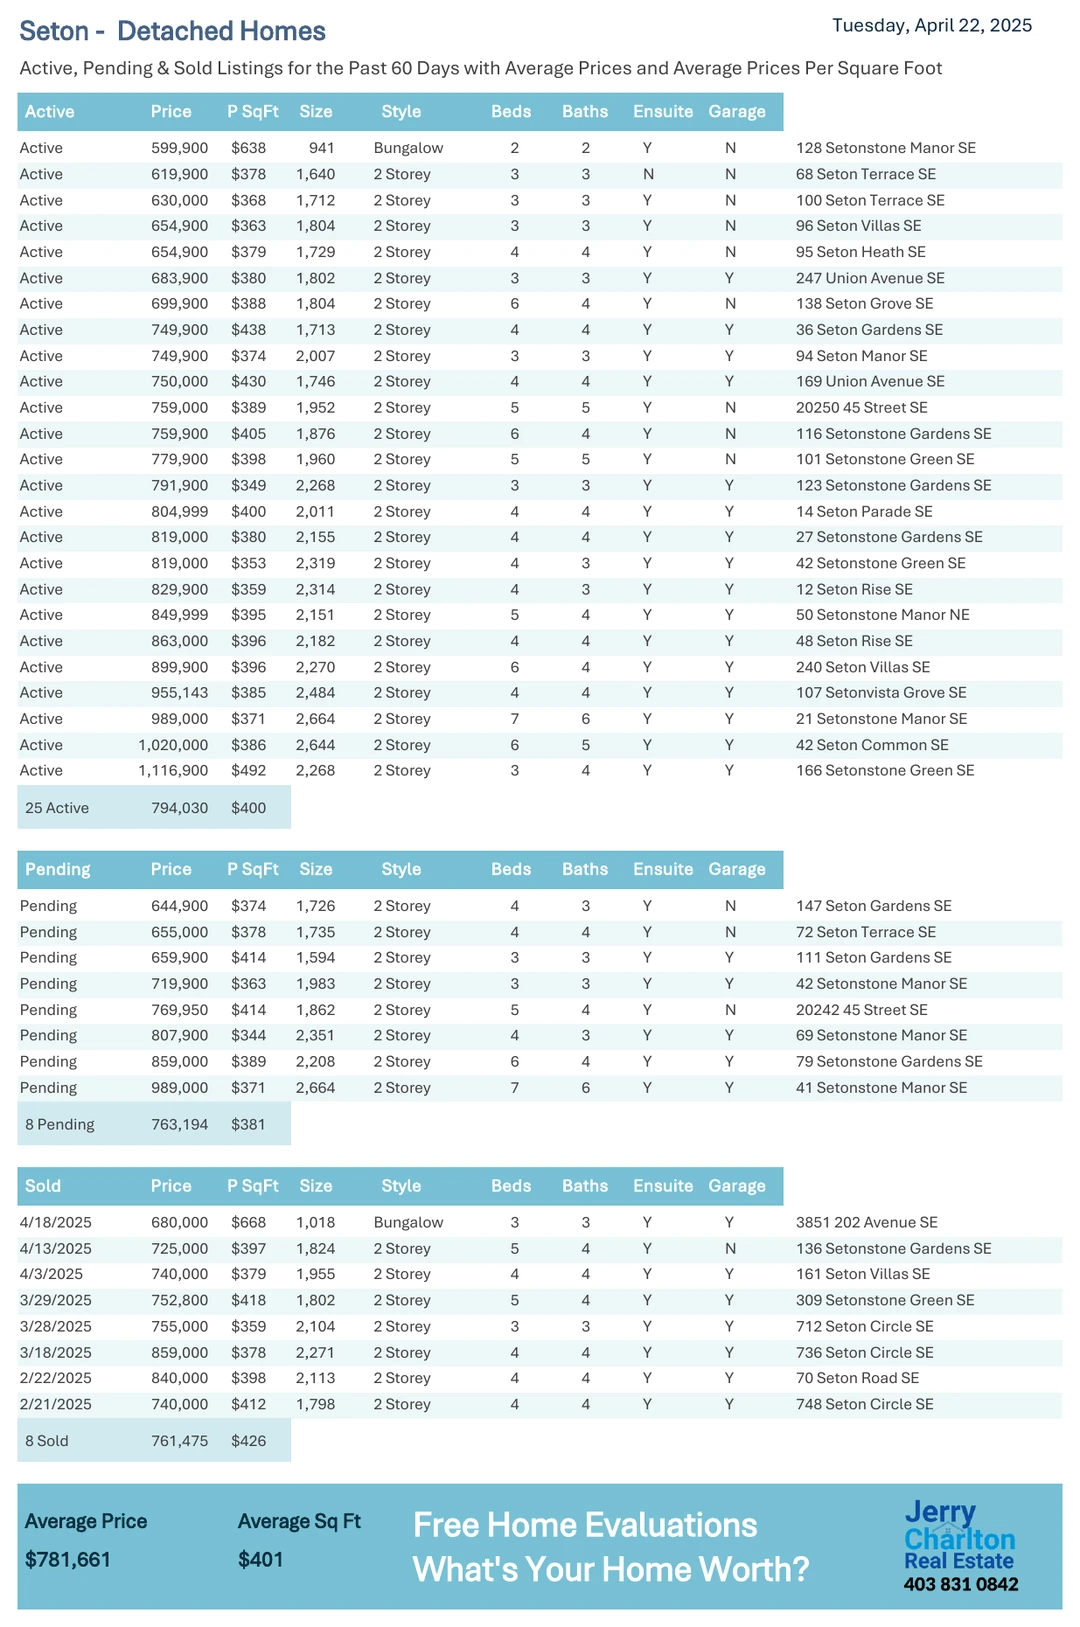 Seton -  Detached Homes
Tuesday, April 22, 2025
Active, Pending & Sold Listings for the Past 60 Days with Average Prices and Average Prices Per Square Foot
Active Price P SqFt Size Style Beds Baths Ensuite Garage
Active 599,900 $638 941 Bungalow 2 2 Y N 128 Setonstone Manor SE
Active 619,900 $378 1,640 2 Storey 3 3 N N 68 Seton Terrace SE
Active 630,000 $368 1,712 2 Storey 3 3 Y N 100 Seton Terrace SE
Active 654,900 $363 1,804 2 Storey 3 3 Y N 96 Seton Villas SE
Active 654,900 $379 1,729 2 Storey 4 4 Y N 95 Seton Heath SE
Active 683,900 $380 1,802 2 Storey 3 3 Y Y 247 Union Avenue SE
Active 699,900 $388 1,804 2 Storey 6 4 Y N 138 Seton Grove SE
Active 749,900 $438 1,713 2 Storey 4 4 Y Y 36 Seton Gardens SE
Active 749,900 $374 2,007 2 Storey 3 3 Y Y 94 Seton Manor SE
Active 750,000 $430 1,746 2 Storey 4 4 Y Y 169 Union Avenue SE
Active 759,000 $389 1,952 2 Storey 5 5 Y N 20250 45 Street SE
Active 759,900 $405 1,876 2 Storey 6 4 Y N 116 Setonstone Gardens SE
Active 779,900 $398 1,960 2 Storey 5 5 Y N 101 Setonstone Green SE
Active 791,900 $349 2,268 2 Storey 3 3 Y Y 123 Setonstone Gardens SE
Active 804,999 $400 2,011 2 Storey 4 4 Y Y 14 Seton Parade SE
Active 819,000 $380 2,155 2 Storey 4 4 Y Y 27 Setonstone Gardens SE
Active 819,000 $353 2,319 2 Storey 4 3 Y Y 42 Setonstone Green SE
Active 829,900 $359 2,314 2 Storey 4 3 Y Y 12 Seton Rise SE
Active 849,999 $395 2,151 2 Storey 5 4 Y Y 50 Setonstone Manor NE
Active 863,000 $396 2,182 2 Storey 4 4 Y Y 48 Seton Rise SE
Active 899,900 $396 2,270 2 Storey 6 4 Y Y 240 Seton Villas SE
Active 955,143 $385 2,484 2 Storey 4 4 Y Y 107 Setonvista Grove SE
Active 989,000 $371 2,664 2 Storey 7 6 Y Y 21 Setonstone Manor SE
Active 1,020,000 $386 2,644 2 Storey 6 5 Y Y 42 Seton Common SE
Active 1,116,900 $492 2,268 2 Storey 3 4 Y Y 166 Setonstone Green SE
25 Active 794,030 $400
Pending Price P SqFt Size Style Beds Baths Ensuite Garage
Pending 644,900 $374 1,726 2 Storey 4 3 Y N 147 Seton Gardens SE
Pending 655,000 $378 1,735 2 Storey 4 4 Y N 72 Seton Terrace SE
Pending 659,900 $414 1,594 2 Storey 3 3 Y Y 111 Seton Gardens SE
Pending 719,900 $363 1,983 2 Storey 3 3 Y Y 42 Setonstone Manor SE
Pending 769,950 $414 1,862 2 Storey 5 4 Y N 20242 45 Street SE
Pending 807,900 $344 2,351 2 Storey 4 3 Y Y 69 Setonstone Manor SE
Pending 859,000 $389 2,208 2 Storey 6 4 Y Y 79 Setonstone Gardens SE
Pending 989,000 $371 2,664 2 Storey 7 6 Y Y 41 Setonstone Manor SE
8 Pending 763,194 $381
Sold Price P SqFt Size Style Beds Baths Ensuite Garage
4/18/2025 680,000 $668 1,018 Bungalow 3 3 Y Y 3851 202 Avenue SE
4/13/2025 725,000 $397 1,824 2 Storey 5 4 Y N 136 Setonstone Gardens SE
4/3/2025 740,000 $379 1,955 2 Storey 4 4 Y Y 161 Seton Villas SE
3/29/2025 752,800 $418 1,802 2 Storey 5 4 Y Y 309 Setonstone Green SE
3/28/2025 755,000 $359 2,104 2 Storey 3 3 Y Y 712 Seton Circle SE
3/18/2025 859,000 $378 2,271 2 Storey 4 4 Y Y 736 Seton Circle SE
2/22/2025 840,000 $398 2,113 2 Storey 4 4 Y Y 70 Seton Road SE
2/21/2025 740,000 $412 1,798 2 Storey 4 4 Y Y 748 Seton Circle SE
8 Sold 761,475 $426
Average Price Average Sq Ft
$781,661 $401
Free Home Evaluations
What's Your Home Worth?
Jerry
Charlton
Real Estate
403 831 0842